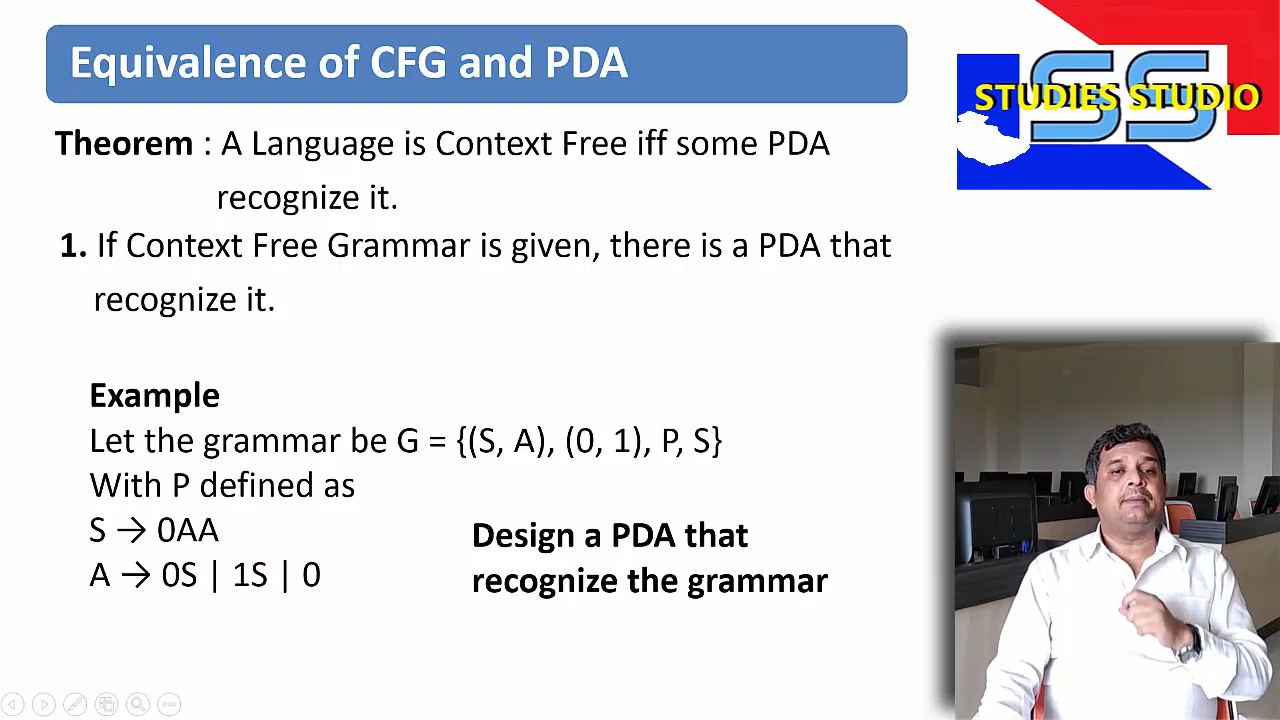 Equivalence of CFG and PDA
SS
STUDIES STUDIO
Theorem : A Language is Context Free iff some PDA
recognize it.
1. If Context Free Grammar is given, there is a PDA that
recognize it.
Example
Let the grammar be G = {(S, A), (0, 1), P, S}
With P defined as
S → 0AA
A → 0S | 1S | 0
Design a PDA that
recognize the grammar